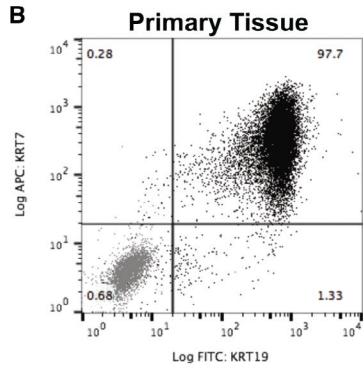 B
Primary Tissue
0.28 97.7
0.68 1.33
10^4
10^3
10^2
10^1
10^0
Log APC: KRT7
10^0 10^1 10^2 10^3 10^4
Log FITC: KRT19